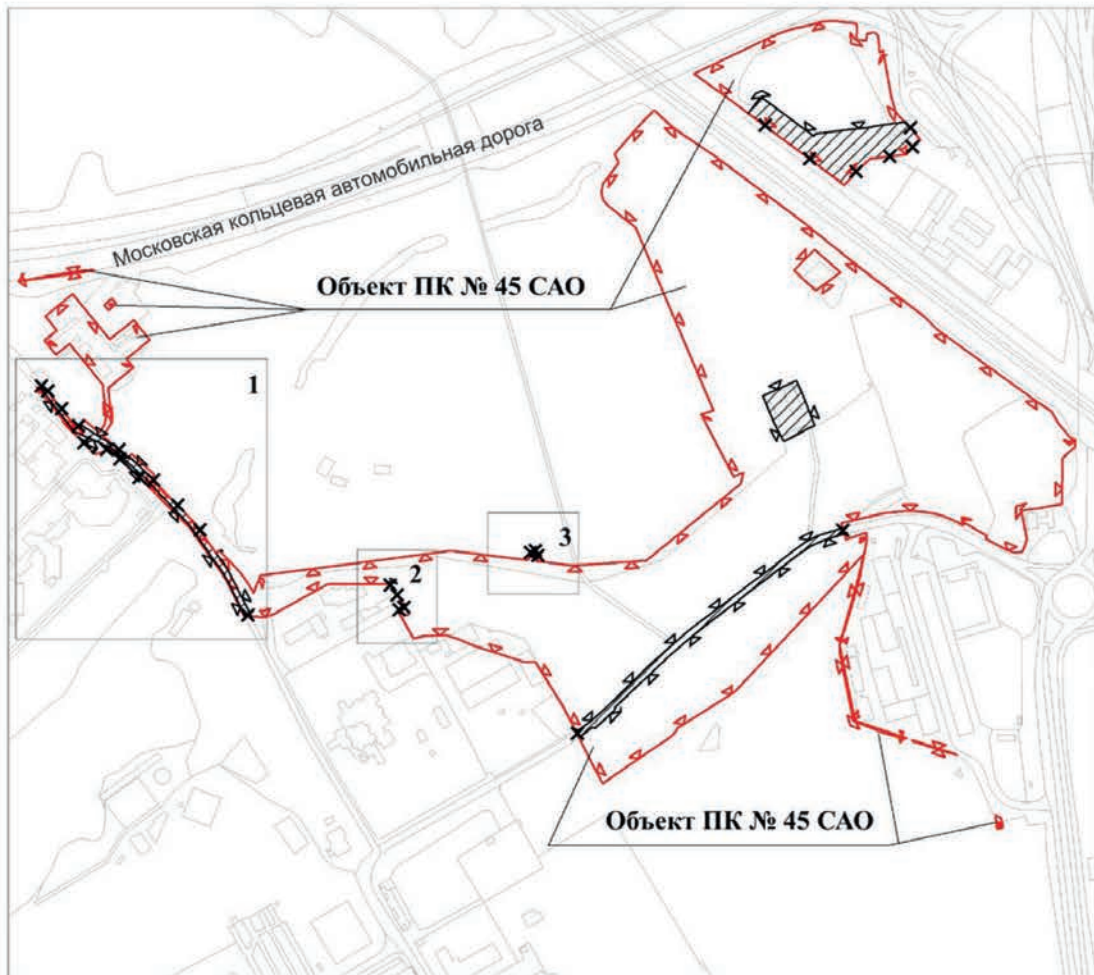 Московская кольцевая автомобильная дорога
Объект ПК № 45 САО
1
3
2
Объект ПК № 45 САО